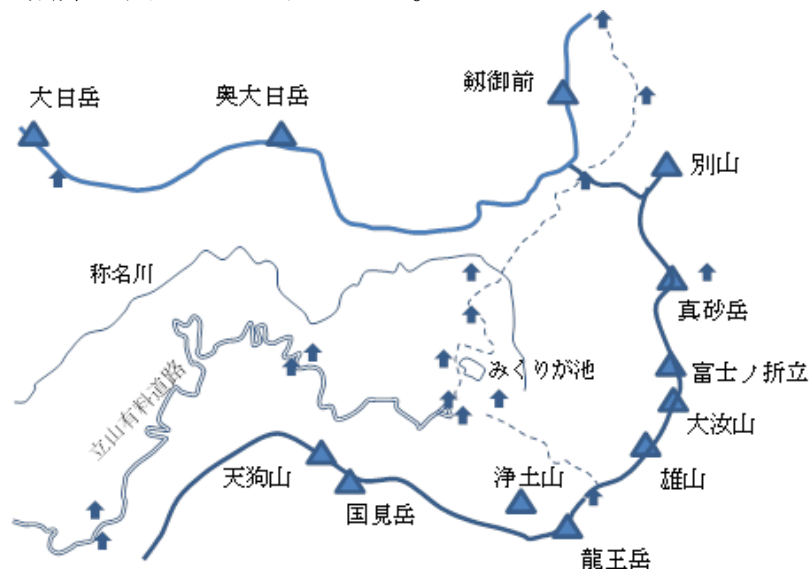 剱御前
大日岳
奥大日岳
別山
称名川
真砂岳
立山有料道路
みくりが池
富士ノ折立
大汝山
天狗山
浄土山
雄山
国見岳
龍王岳